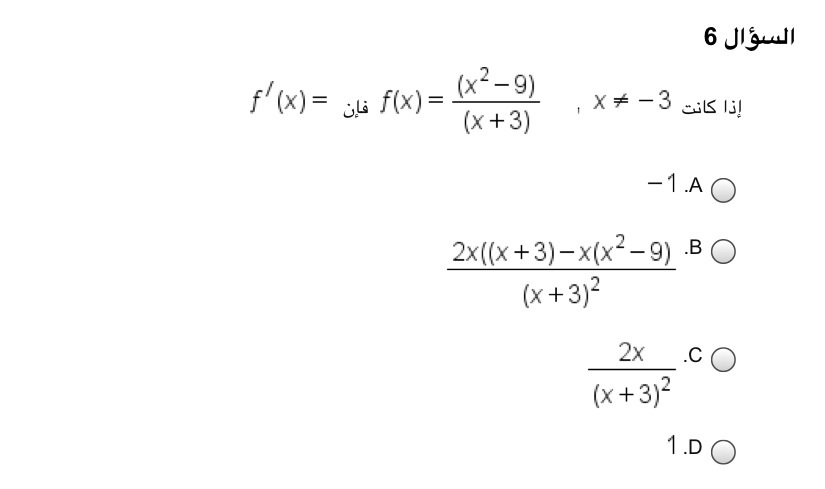 السؤال 6
إذا كانت x ≠ −3 , f(x) = (x² − 9) / (x + 3) فإن f′(x) =
−1 .A
2x((x + 3) − x(x² − 9) / (x + 3)² .B
2x / (x + 3)² .C
1 .D